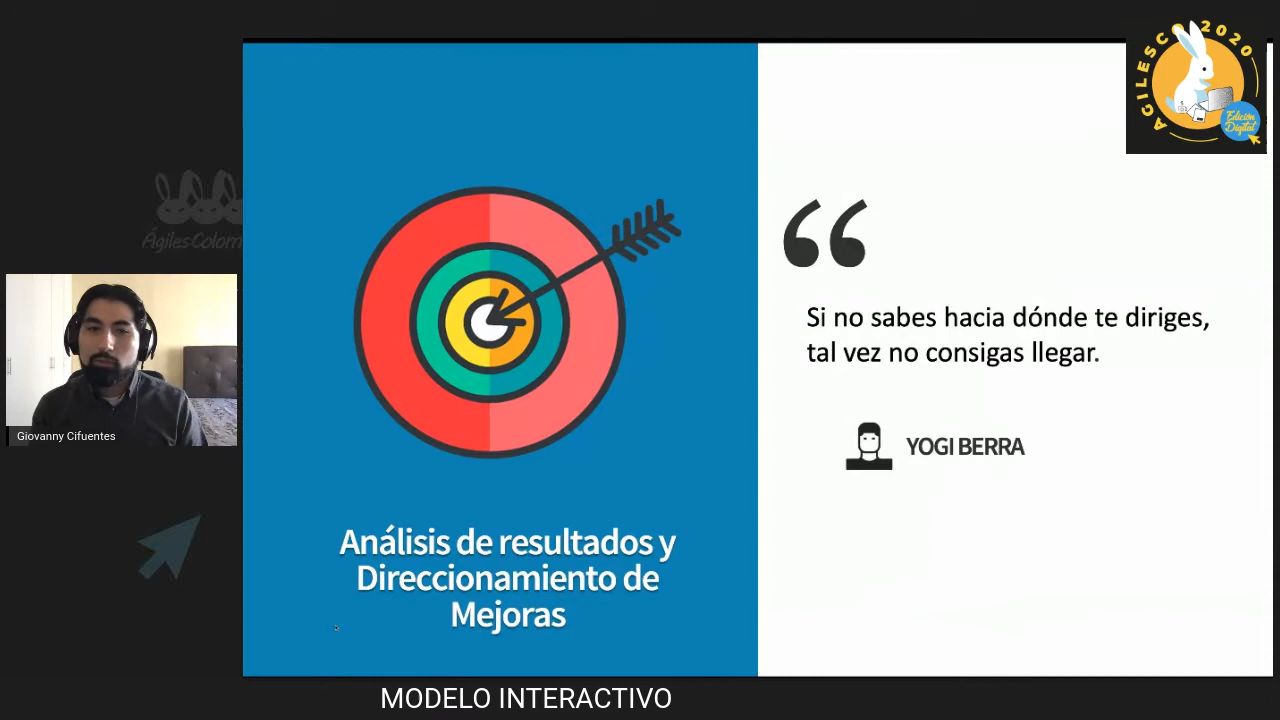 AGILESCO 2020
Edición
Digital
ÁgilesColom
Si no sabes hacia dónde te diriges,
tal vez no consigas llegar.
YOGI BERRA
Giovanny Cifuentes
Análisis de resultados y
Direccionamiento de
Mejoras
MODELO INTERACTIVO